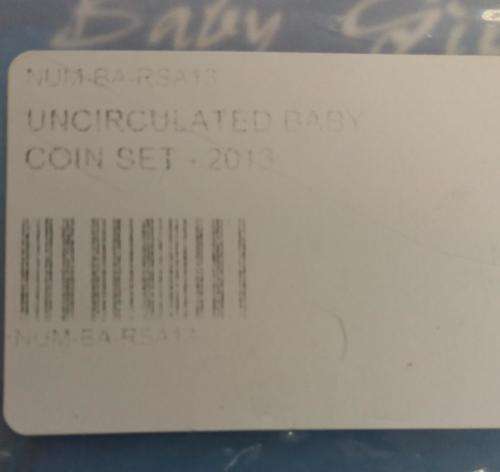 Baby
NUM-BA-RSA13
UNCIRCULATED BABY
COIN SET - 2013
NUM-BA-RSA13